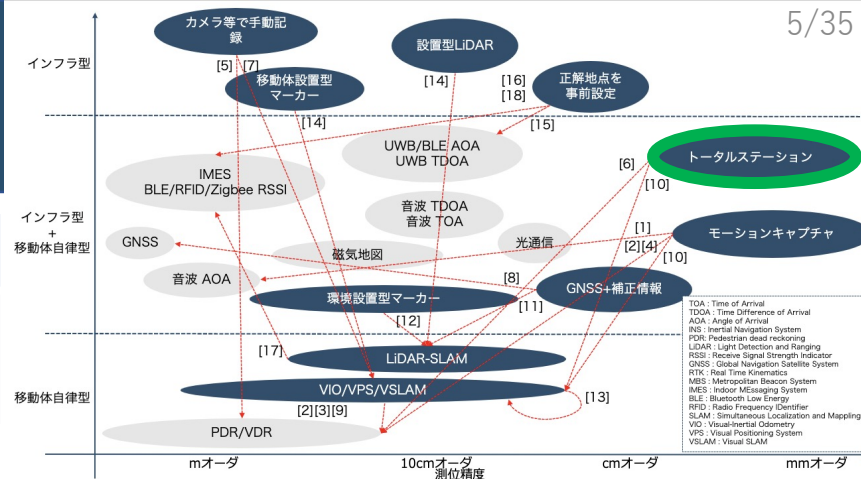 5/35
カメラ等で手動記
録
設置型LiDAR
インフラ型
[5]
[7]
移動体設置型
マーカー
[14]
[16]
[18]
正解地点を
事前設定
[14]
[15]
UWB/BLE AOA
UWB TDOA
[6]
トータルステーション
IMES
BLE/RFID/Zigbee RSSI
[10]
音波 TDOA
音波 TOA
インフラ型
+
移動体自律型
[1]
モーションキャプチャ
GNSS
光通信
[2][4]
磁気地図
[10]
音波 AOA
[8]
GNSS+補正情報
環境設置型マーカー
[11]
[12]
[17]
LiDAR-SLAM
移動体自律型
VIO/VPS/VSLAM
[13]
[2][3][9]
PDR/VDR
TOA : Time of Arrival
TDOA : Time Difference of Arrival
AOA : Angle of Arrival
INS : Inertial Navigation System
PDR: Pedestrian dead reckoning
LiDAR : Light Detection and Ranging
RSSI : Receive Signal Strength Indicator
GNSS : Global Navigation Satellite System
RTK : Real Time Kinematics
MBS : Metropolitan Beacon System
IMES : Indoor MEssaging System
BLE : Bluetooth Low Energy
RFID : Radio Frequency IDentifier
SLAM : Simultaneous Localization and Mapping
VIO : Visual-Inertial Odometry
VPS : Visual Positioning System
VSLAM : Visual SLAM
mオーダ
10cmオーダ
cmオーダ
mmオーダ
測位精度